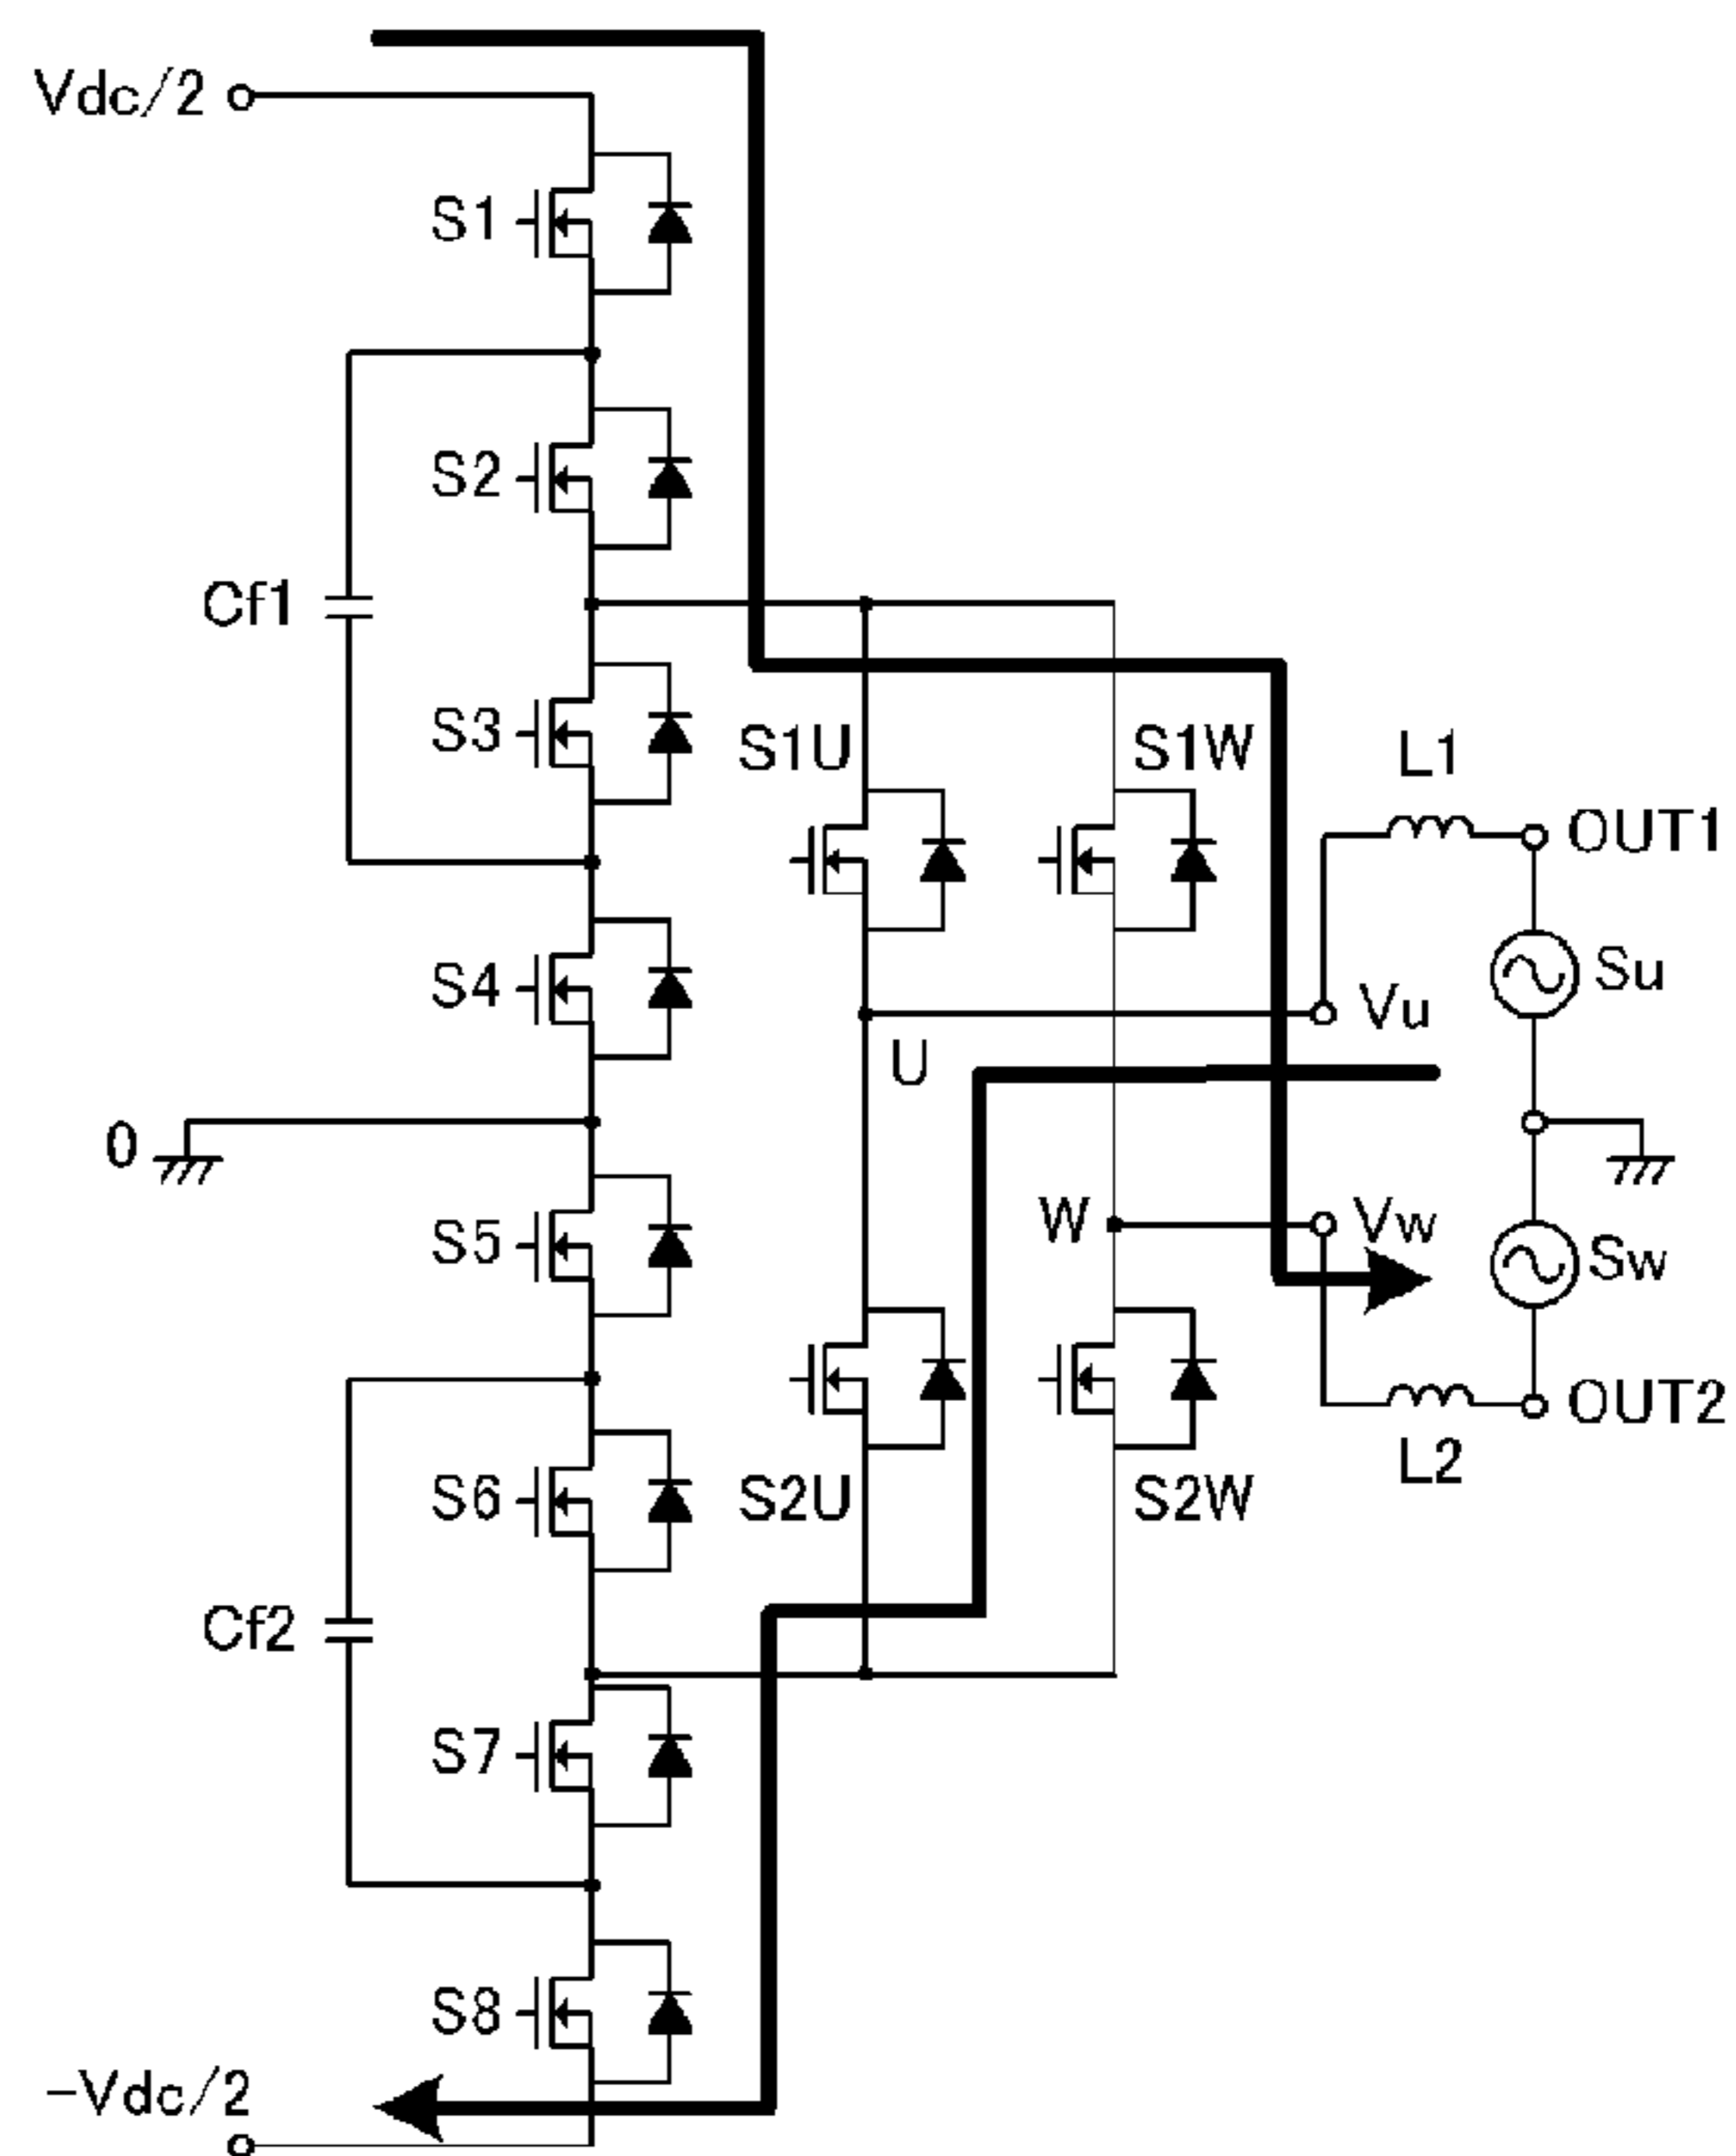 Vdc/2
S1
S2
Cf1
S3
S1U
S1W
L1
OUT1
S4
Su
Vu
U
0
W
Vw
S5
Sw
OUT2
L2
S6
S2U
S2W
Cf2
S7
S8
-Vdc/2